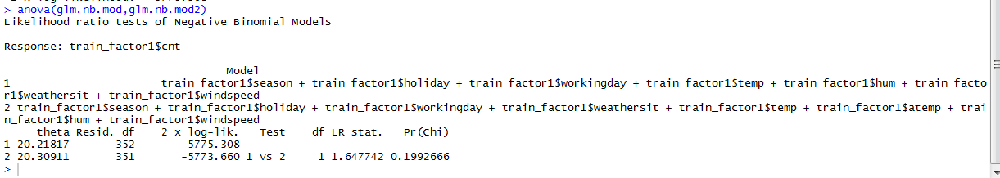 > anova(glm.nb.mod,glm.nb.mod2)
Likelihood ratio tests of Negative Binomial Models
Response: train_factor1$cnt
Model
1 train_factor1$season + train_factor1$holiday + train_factor1$workingday + train_factor1$temp + train_factor1$hum + train_facto
r1$weathersit + train_factor1$windspeed
2 train_factor1$season + train_factor1$holiday + train_factor1$workingday + train_factor1$weathersit + train_factor1$temp + train_factor1$atemp + trai
n_factor1$hum + train_factor1$windspeed
theta Resid. df 2 x log-lik. Test df LR stat. Pr(Chi)
1 20.21817 352 -5775.308
2 20.30911 351 -5773.660 1 vs 2 1 1.647742 0.1992666
>